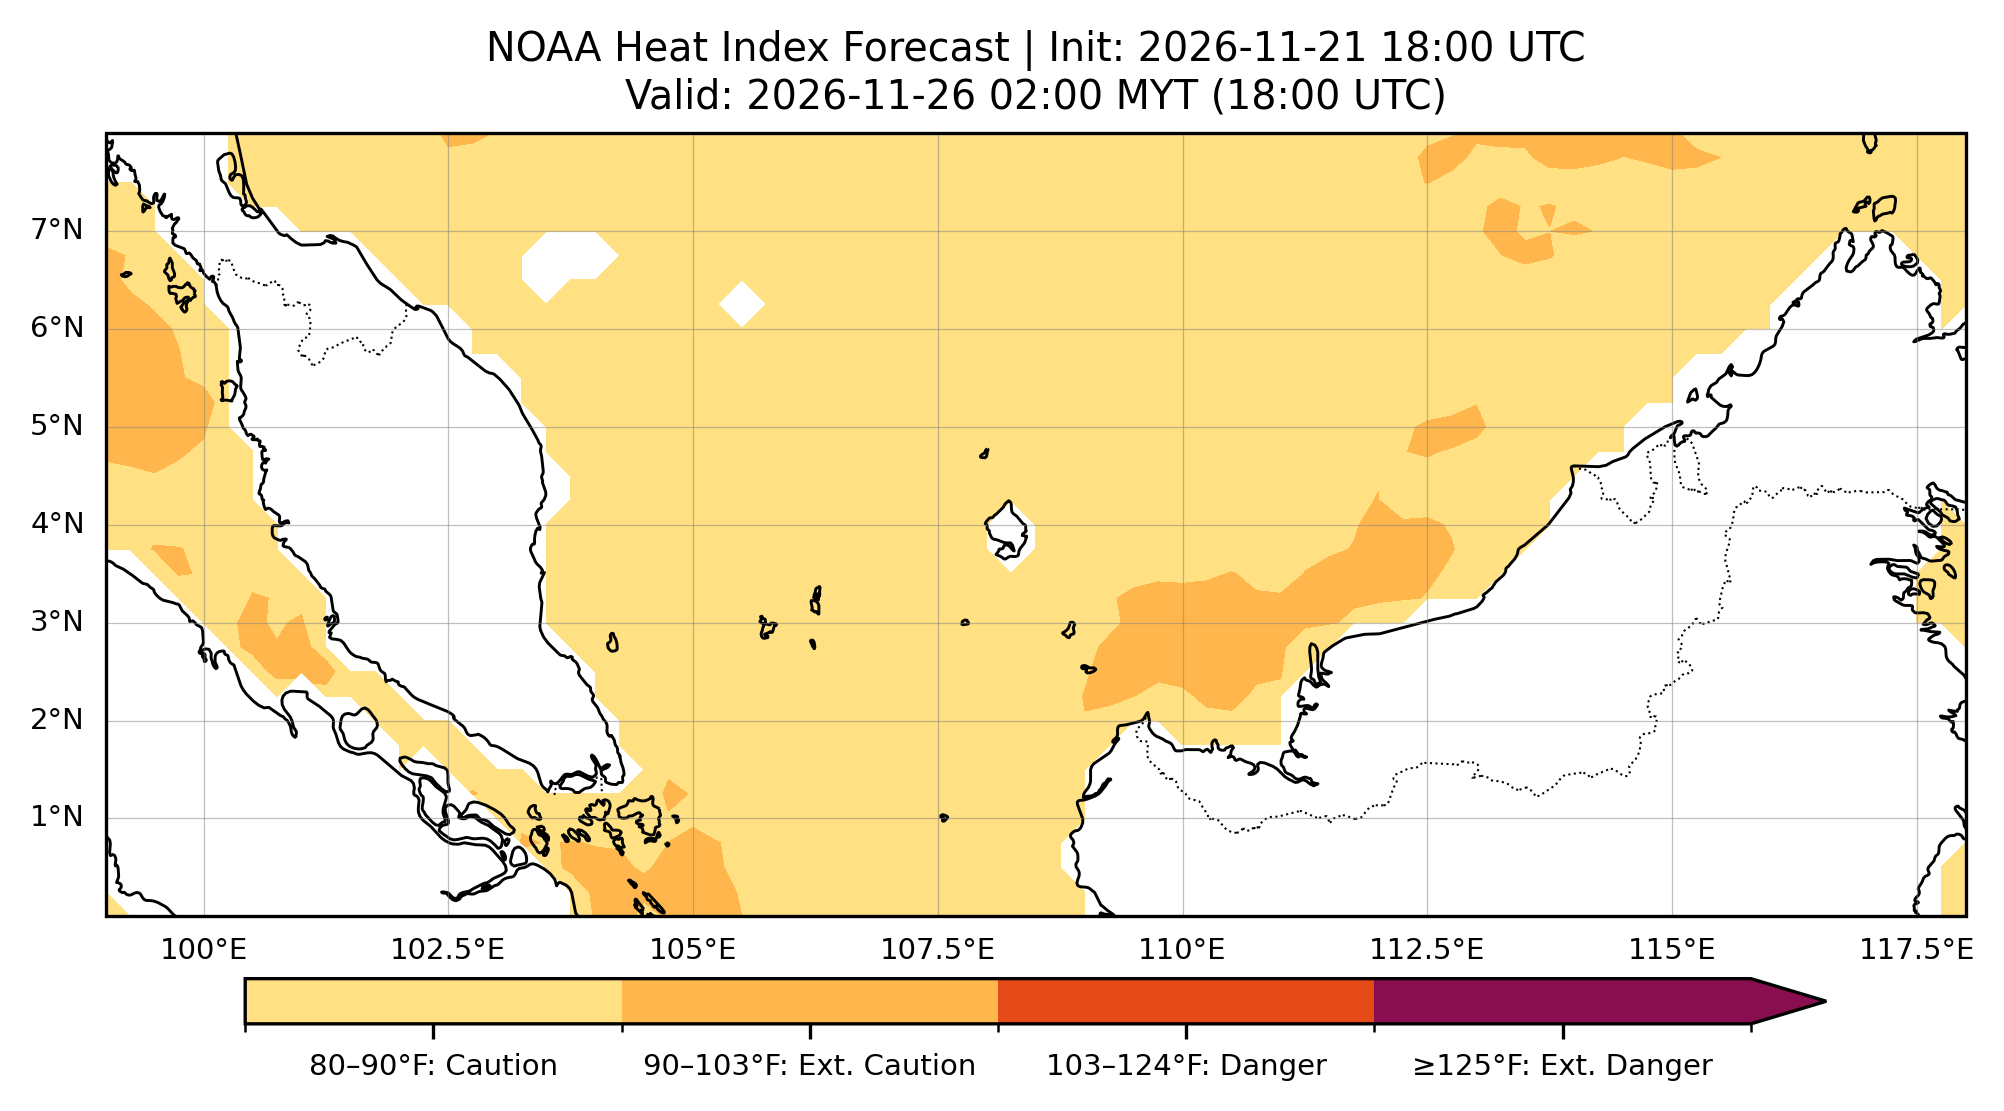 NOAA Heat Index Forecast | Init: 2026-11-21 18:00 UTC
Valid: 2026-11-26 02:00 MYT (18:00 UTC)
7°N
6°N
5°N
4°N
3°N
2°N
1°N
100°E
102.5°E
105°E
107.5°E
110°E
112.5°E
115°E
117.5°E
80–90°F: Caution
90–103°F: Ext. Caution
103–124°F: Danger
≥125°F: Ext. Danger